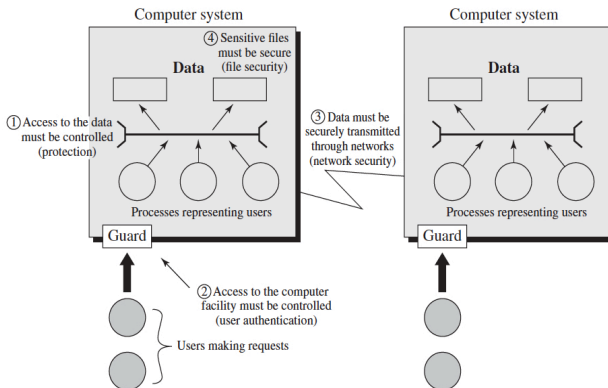 Computer system
④ Sensitive files
must be secure
(file security)
Data
① Access to the data
must be controlled
(protection)
Processes representing users
Guard
② Access to the computer
facility must be controlled
(user authentication)
Users making requests
③ Data must be
securely transmitted
through networks
(network security)
Computer system
Data
Processes representing users
Guard